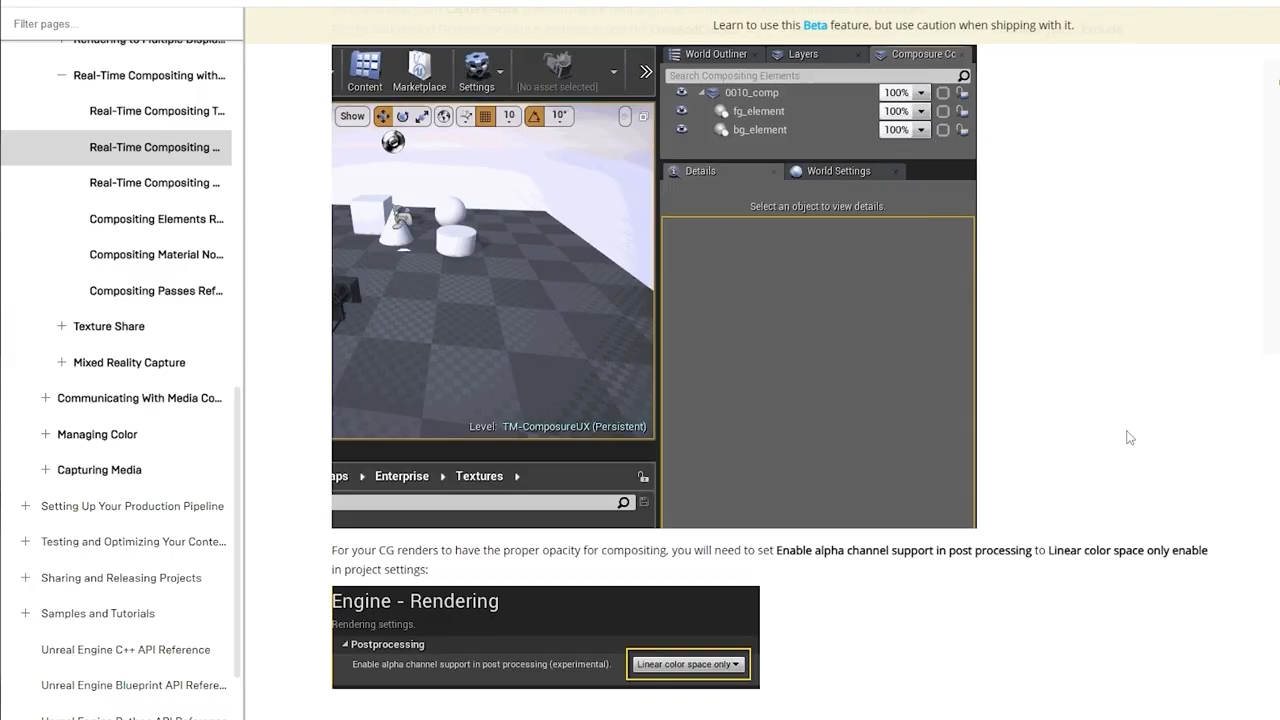 Filter pages...
Learn to use this Beta feature, but use caution when shipping with it.
Rendering to Multiple Displa...
Real-Time Compositing with...
Real-Time Compositing T...
Real-Time Compositing ...
Real-Time Compositing ...
Compositing Elements R...
Compositing Material No...
Compositing Passes Ref...
Texture Share
Mixed Reality Capture
Communicating With Media Co...
Managing Color
Capturing Media
Setting Up Your Production Pipeline
Testing and Optimizing Your Conte...
Sharing and Releasing Projects
Samples and Tutorials
Unreal Engine C++ API Reference
Unreal Engine Blueprint API Refere...
Content
Marketplace
Settings
[No asset selected]
Show
10
10°
Level: TM-ComposureUX (Persistent)
aps Enterprise Textures
World Outliner
Layers
Composure Co
Search Compositing Elements
0010_comp 100%
fg_element 100%
bg_element 100%
Details
World Settings
Select an object to view details.
For your CG renders to have the proper opacity for compositing, you will need to set Enable alpha channel support in post processing to Linear color space only enable
in project settings:
Engine - Rendering
Rendering settings.
Postprocessing
Enable alpha channel support in post processing (experimental). Linear color space only